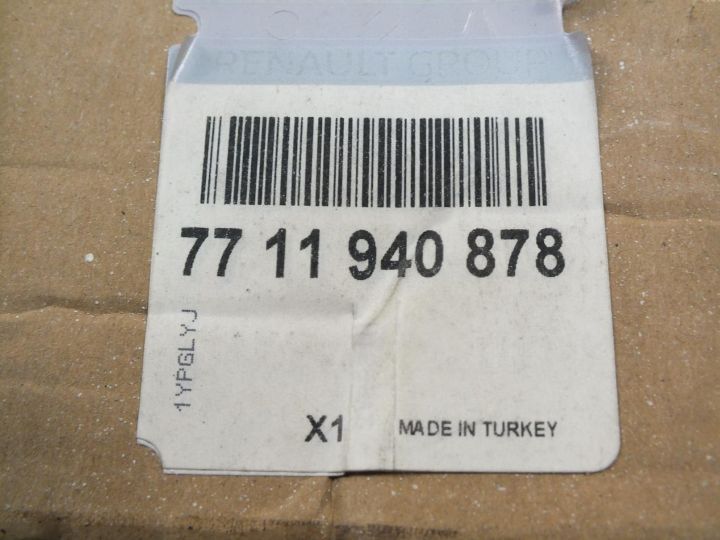 RENAULT GROUP
77 11 940 878
1YPGLYJ
X1
MADE IN TURKEY